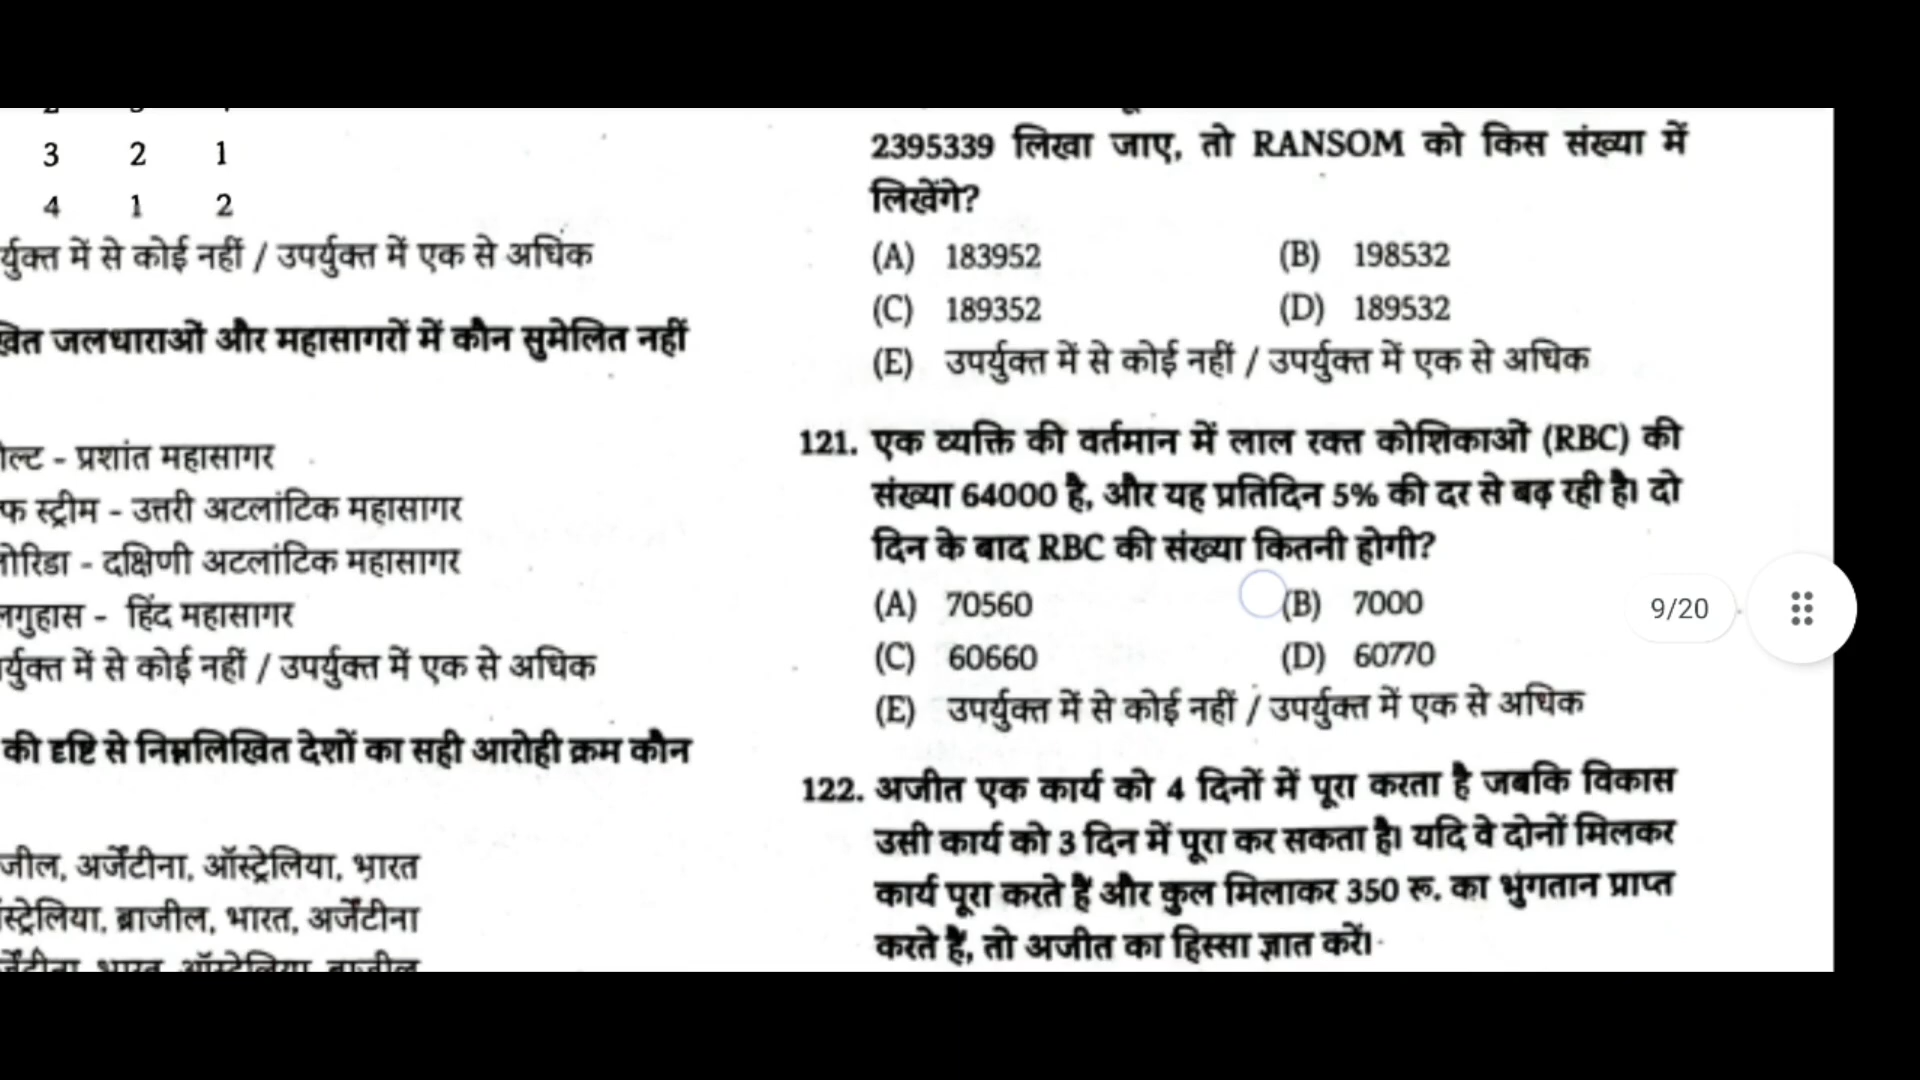 3 2 1
4 1 2
र्युक्त में से कोई नहीं / उपर्युक्त में एक से अधिक
जलधाराओं और महासागरों में कौन सुमेलित नहीं
- प्रशांत महासागर
स्ट्रीम - उत्तरी अटलांटिक महासागर
- दक्षिणी अटलांटिक महासागर
- हिंद महासागर
र्युक्त में से कोई नहीं / उपर्युक्त में एक से अधिक
की दृष्टि से निम्नलिखित देशों का सही आरोही क्रम कौन
जील, अर्जेंटीना, ऑस्ट्रेलिया, भारत
स्ट्रेलिया, ब्राजील, भारत, अर्जेंटीना
2395339 लिखा जाए, तो RANSOM को किस संख्या में
लिखेंगे?
(A) 183952 (B) 198532
(C) 189352 (D) 189532
(E) उपर्युक्त में से कोई नहीं / उपर्युक्त में एक से अधिक
121. एक व्यक्ति की वर्तमान में लाल रक्त कोशिकाओं (RBC) की
संख्या 64000 है, और यह प्रतिदिन 5% की दर से बढ़ रही है। दो
दिन के बाद RBC की संख्या कितनी होगी?
(A) 70560 (B) 7000
(C) 60660 (D) 60770
(E) उपर्युक्त में से कोई नहीं / उपर्युक्त में एक से अधिक
122. अजीत एक कार्य को 4 दिनों में पूरा करता है जबकि विकास
उसी कार्य को 3 दिन में पूरा कर सकता है। यदि वे दोनों मिलकर
कार्य पूरा करते हैं और कुल मिलाकर 350 रू. का भुगतान प्राप्त
करते हैं, तो अजीत का हिस्सा ज्ञात करें।
9/20